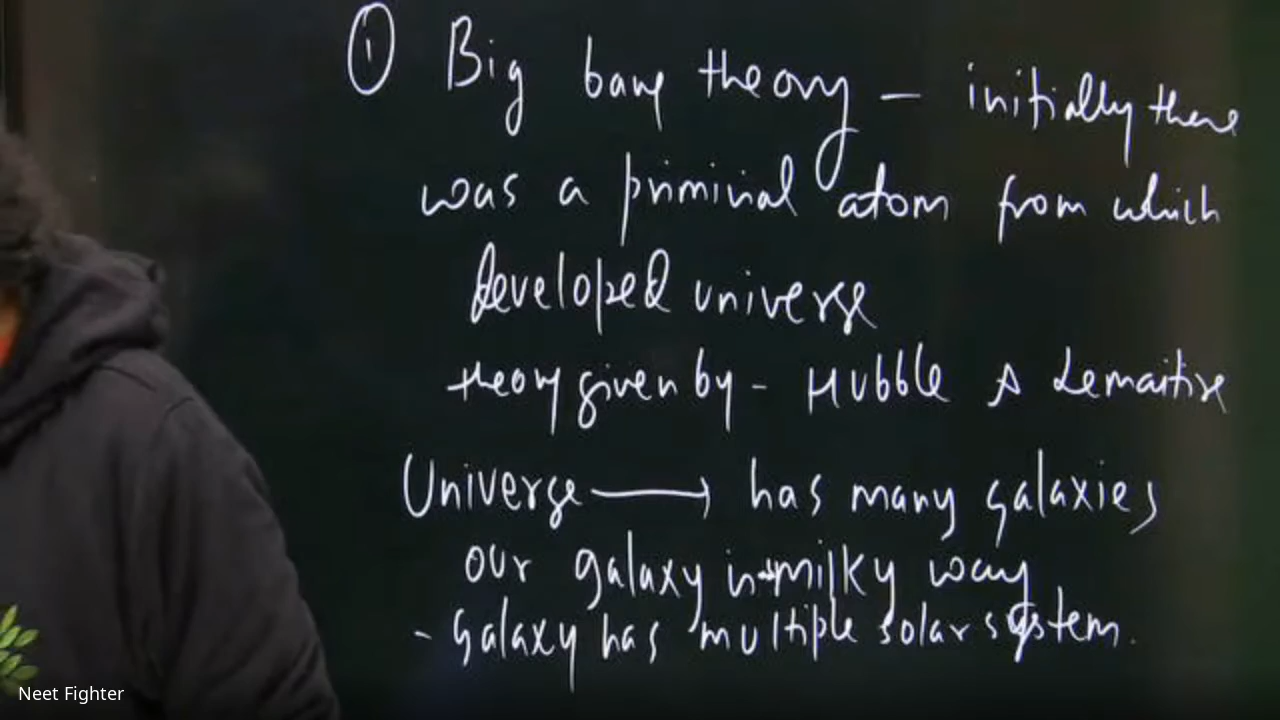 ① Big bang theory – initially there
was a primival atom from which
developed universe
theory given by - Hubble & Lemaitre
Universe ⟶ has many galaxies
our galaxy is milky way
- galaxy has multiple solar system.
Neet Fighter